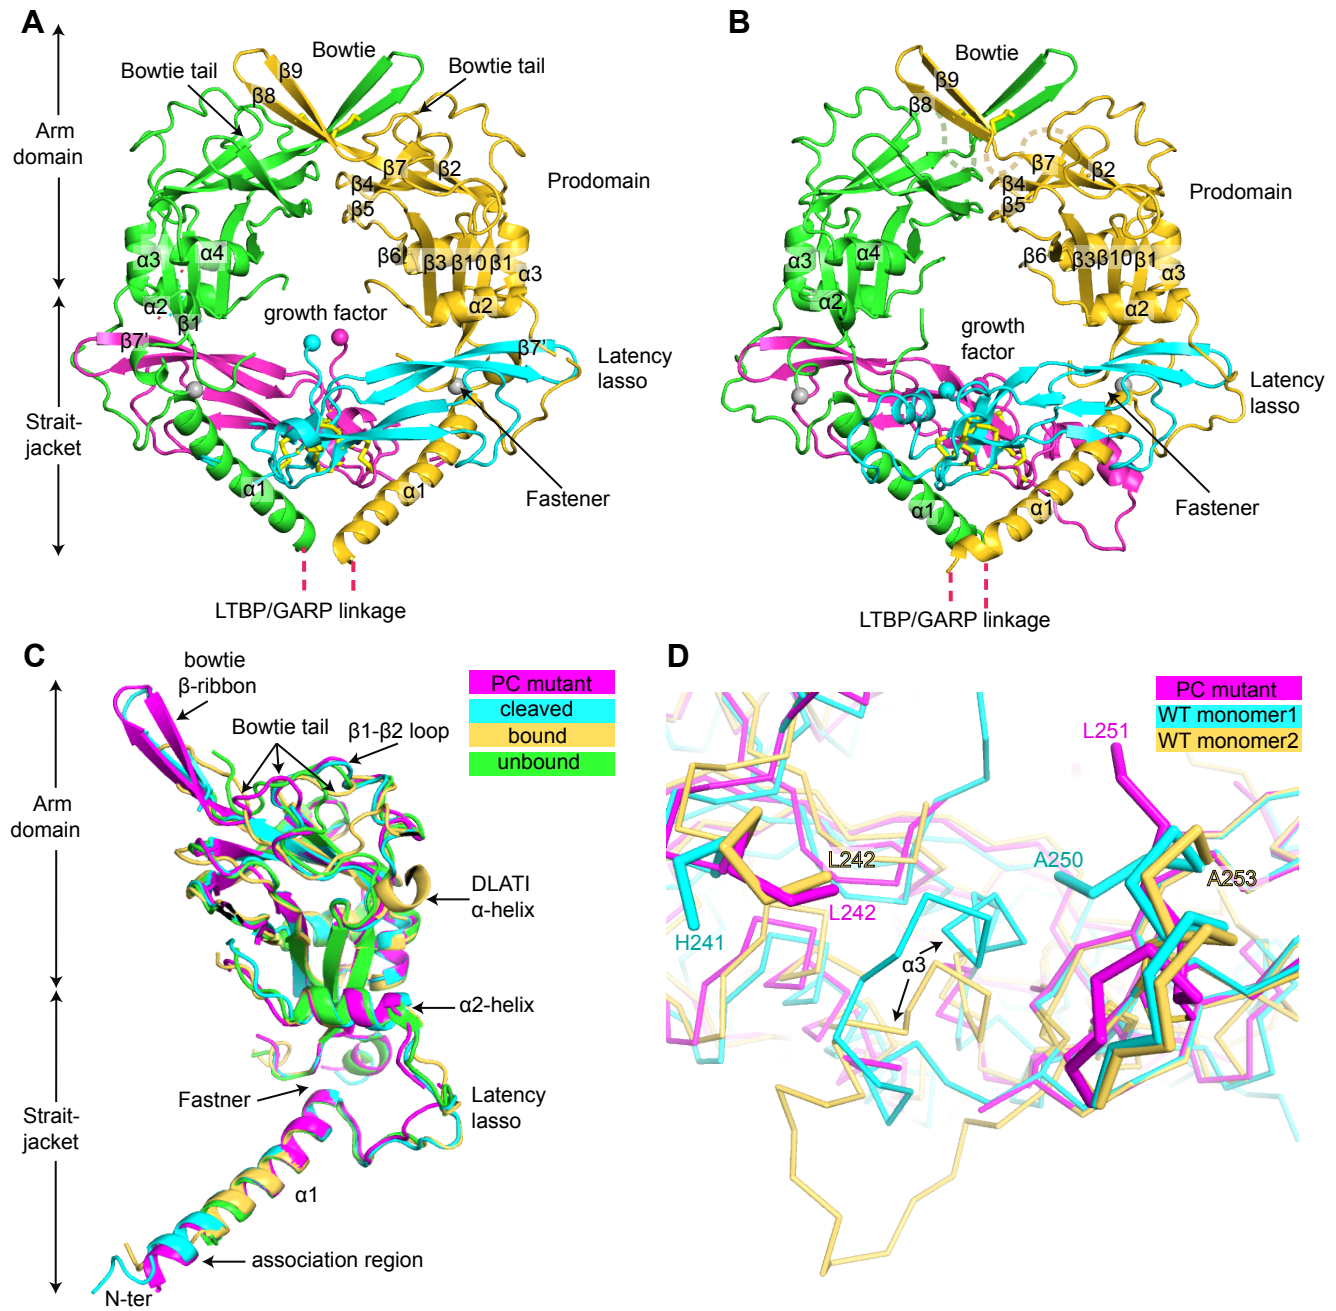 A
Bowtie
Bowtie tail
Bowtie tail
β9
β8
Arm
domain
β7
β2
β4
β5
Prodomain
α3
α4
β6
β3
β10
β1
α3
α2
β1
α2
growth factor
β7'
β7'
Latency
lasso
Strait-
jacket
α1
α1
Fastener
LTBP/GARP linkage
B
Bowtie
β9
β8
β7
β2
β4
β5
Prodomain
α3
α4
β6
β3
β10
β1
α3
α2
α2
growth
factor
Latency
lasso
α1
α1
Fastener
LTBP/GARP linkage
C
bowtie
β-ribbon
PC mutant
cleaved
bound
unbound
Bowtie tail
β1-β2 loop
Arm
domain
DLATI
α-helix
α2-helix
Fastner
Latency
lasso
Strait-
jacket
α1
association region
N-ter
D
PC mutant
WT monomer1
WT monomer2
L251
L242
A250
A253
L242
H241
α3